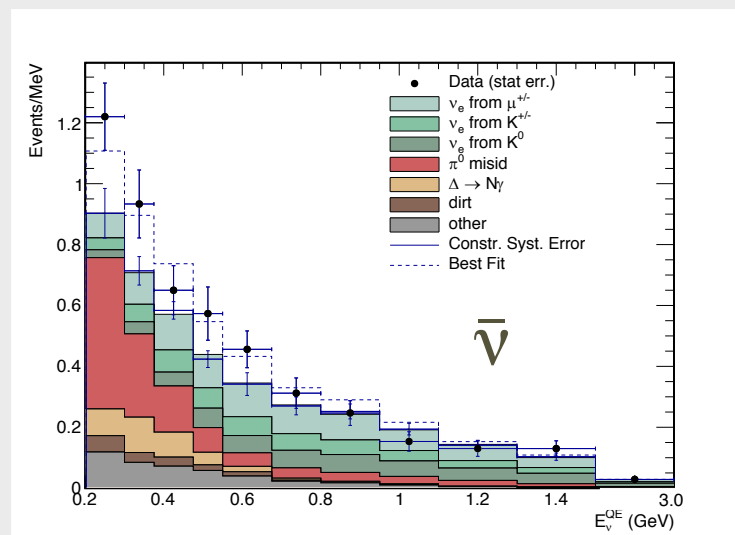 Events/MeV
1.2
1
0.8
0.6
0.4
0.2
0
Data (stat err.)
νe from μ+/-
νe from K+/-
νe from K0
π0 misid
Δ → Nγ
dirt
other
Constr. Syst. Error
Best Fit
ν̄
0.2 0.4 0.6 0.8 1 1.2 1.4 3.0
EνQE (GeV)